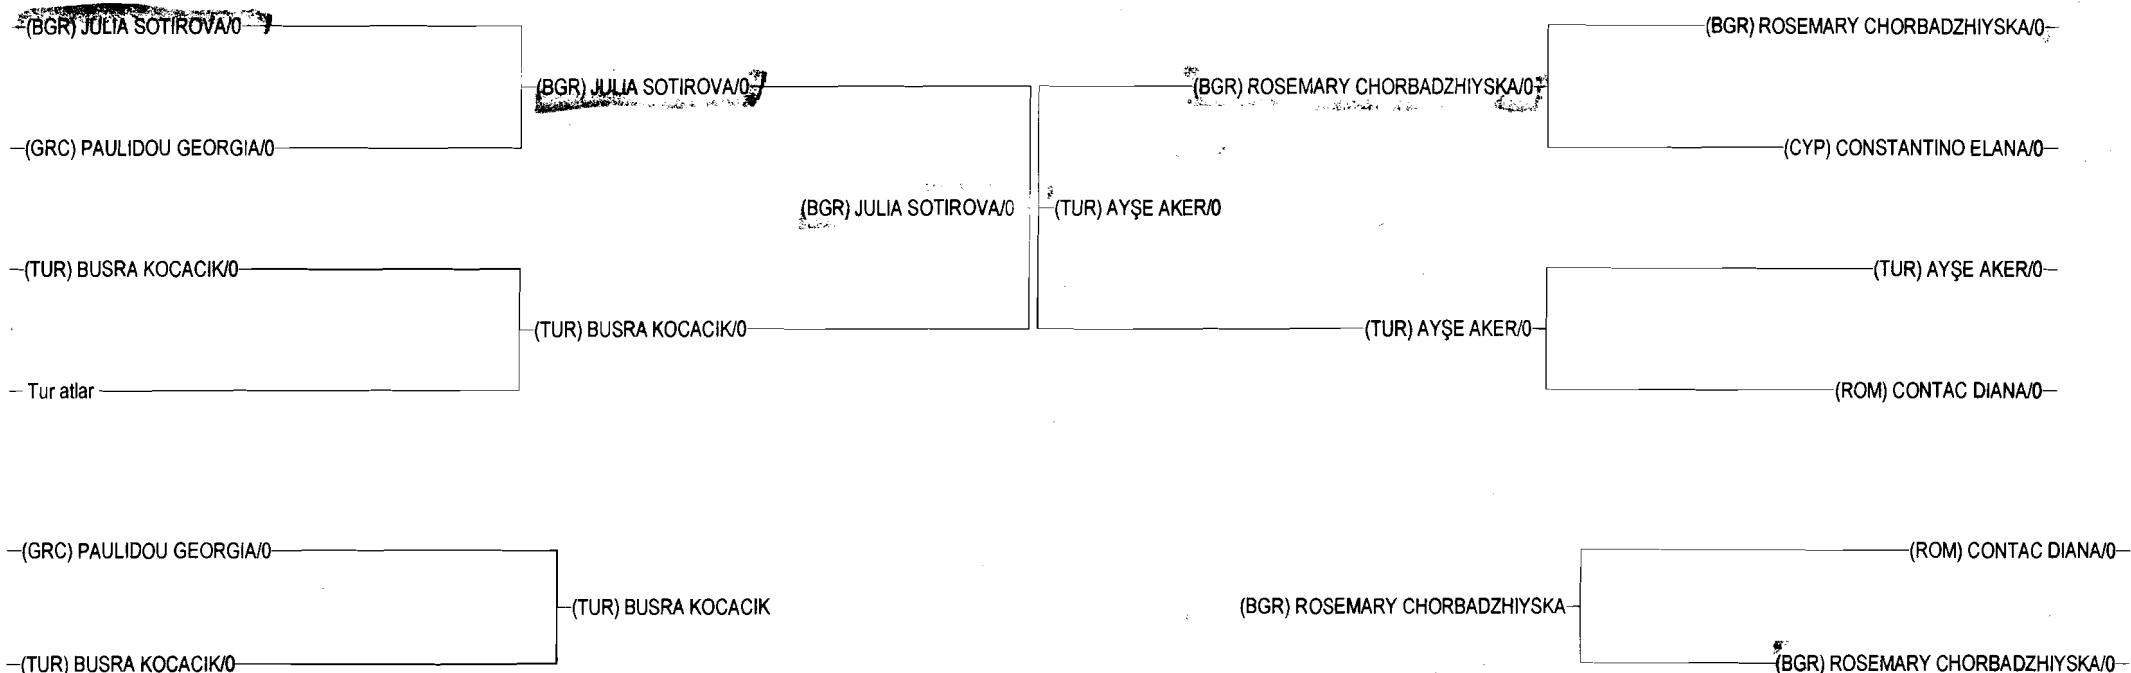 (BGR) JULIA SOTIROVA/0
(BGR) ROSEMARY CHORBADZHIYSKA/0
(BGR) JULIA SOTIROVA/0
(BGR) ROSEMARY CHORBADZHIYSKA/0
(GRC) PAULIDOU GEORGIA/0
(CYP) CONSTANTINO ELANA/0
(BGR) JULIA SOTIROVA/0
(TUR) AYŞE AKER/0
(TUR) BUSRA KOCACIK/0
(TUR) AYŞE AKER/0
(TUR) BUSRA KOCACIK/0
(TUR) AYŞE AKER/0
Tur atlar
(ROM) CONTAC DIANA/0
(GRC) PAULIDOU GEORGIA/0
(ROM) CONTAC DIANA/0
(TUR) BUSRA KOCACIK
(BGR) ROSEMARY CHORBADZHIYSKA
(TUR) BUSRA KOCACIK/0
(BGR) ROSEMARY CHORBADZHIYSKA/0